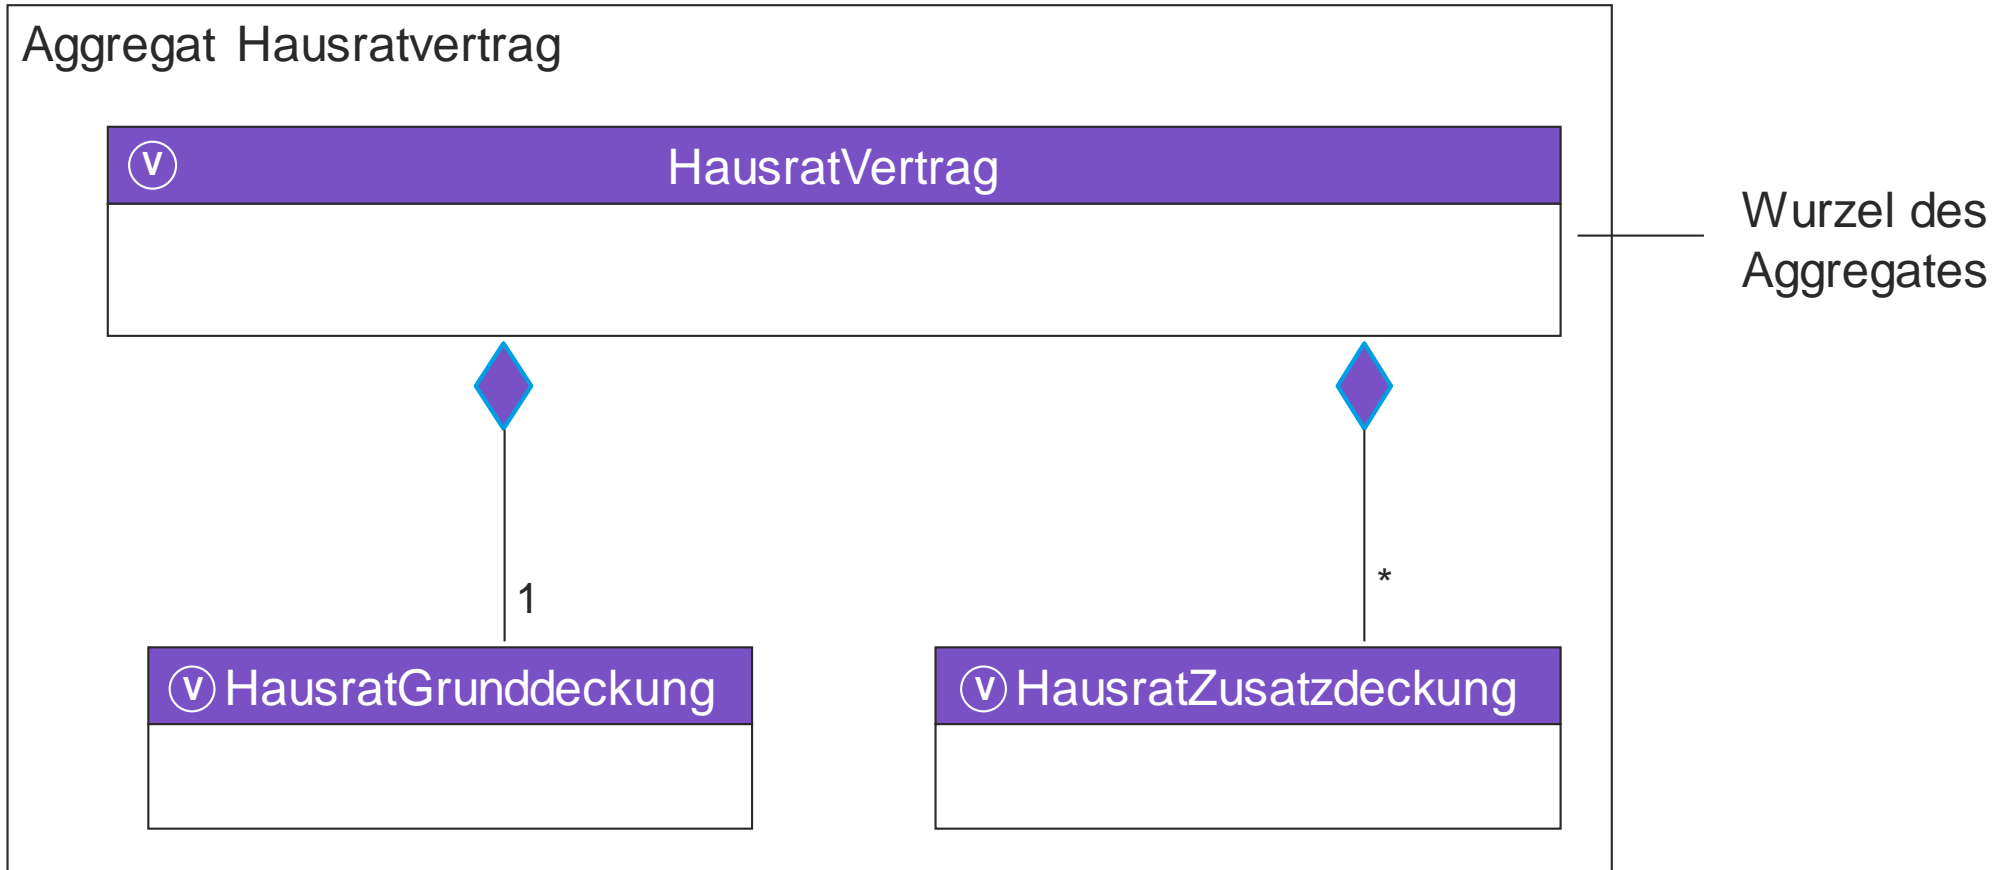 Aggregat Hausratvertrag
V HausratVertrag
Wurzel des
Aggregates
1
*
V HausratGrunddeckung
V HausratZusatzdeckung